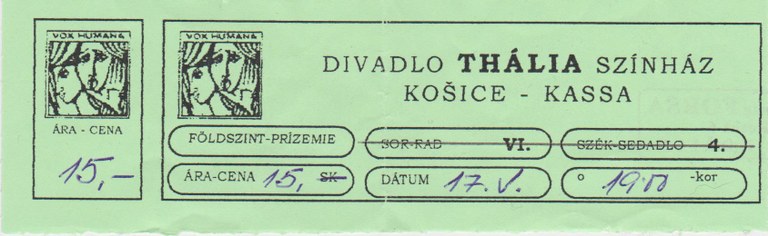 VOX HUMANA
ÁRA - CENA
15,-
VOX HUMANA
DIVADLO THÁLIA SZÍNHÁZ
KOŠICE - KASSA
FÖLDSZINT-PRÍZEMIE SOR-RAD VI. SZÉK-SEDADLO 4.
ÁRA-CENA 15, SK DÁTUM 17.V. o 19.00 -kor